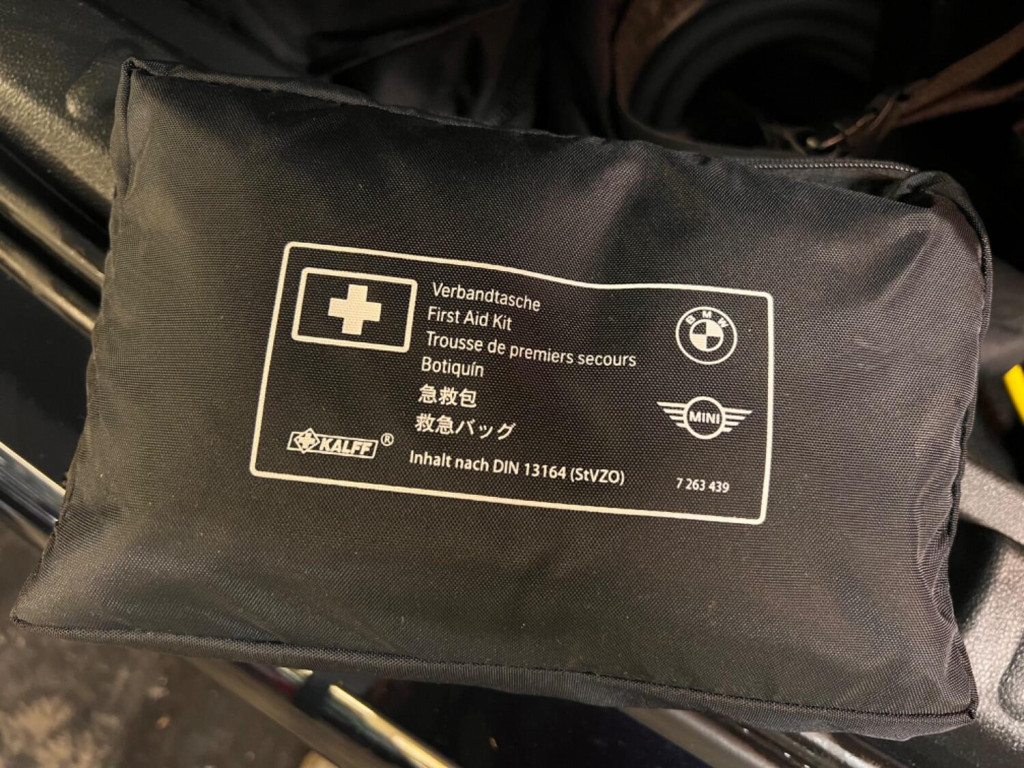 Verbandtasche
First Aid Kit
Trousse de premiers secours
Botiquín
急救包
救急バッグ
KALFF®
Inhalt nach DIN 13164 (StVZO)
BMW
MINI
7 263 439